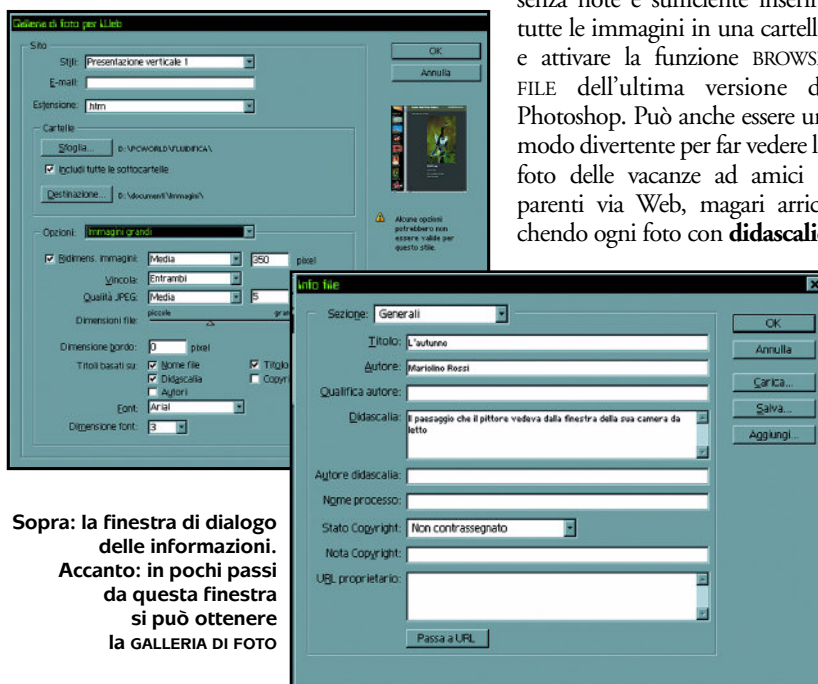 senza note è sufficiente
tutte le immagini in una
e attivare la funzione
FILE dell'ultima versione
Photoshop. Può anche essere
modo divertente per far vedere
foto delle vacanze ad amici
parenti via Web, magari
chendo ogni foto con didascalie
Galleria di foto per il Web
Sito
Stili: Presentazione verticale 1
E-mail:
Estensione: .htm
Cartelle
Sfoglia... D:\PCWORLD\FLUIDIFICA\
Includi tutte le sottocartelle
Destinazione... D:\documenti\Immagini\
OK
Annulla
Alcune opzioni
potrebbero non
essere valide per
questo stile.
Opzioni: Immagini grandi
Ridimens. immagini: Media 350 pixel
Vincola: Entrambi
Qualità JPEG: Media 5
piccole
Dimensioni file:
Dimensione bordo: 0 pixel
Titoli basati su: Nome file Titolo
Didascalia
Autori
Font: Arial
Dimensione font: 3
Info file
Sezione: Generali
Titolo: L'autunno
Autore: Mariolino Rossi
Qualifica autore:
Didascalia: Il paesaggio che il pittore vedeva dalla finestra della sua camera da
letto
Autore didascalia:
Nome processo:
Stato Copyright: Non contrassegnato
Nota Copyright:
URL proprietario:
Passa a URL
OK
Annulla
Carica...
Salva...
Aggiungi...
Sopra: la finestra di dialogo
delle informazioni.
Accanto: in pochi passi
da questa finestra
si può ottenere
la GALLERIA DI FOTO